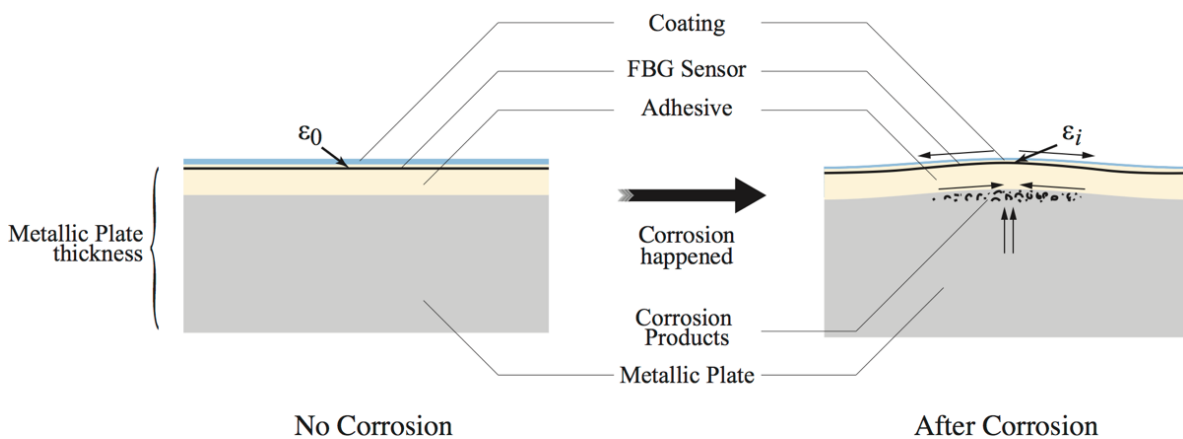 Coating
FBG Sensor
Adhesive
ε0
εi
Metallic Plate
thickness
Corrosion
happened
Corrosion
Products
Metallic Plate
No Corrosion
After Corrosion